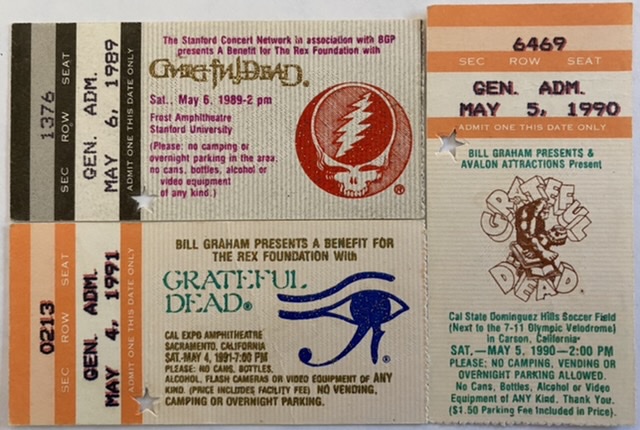 1376
SEC ROW SEAT
GEN. ADM.
MAY 6, 1989
ADMIT ONE THIS DATE ONLY
The Stanford Concert Network in association with BGP
presents A Benefit for The Rex Foundation with
GRATEFUL DEAD®
Sat., May 6, 1989-2 pm
Frost Amphitheatre
Stanford University
(Please: no camping or
overnight parking in the area,
no cans, bottles, alcohol or
video equipment
of any kind.)
®
0213
SEC ROW SEAT
GEN. ADM.
MAY 4, 1991
ADMIT ONE THIS DATE ONLY
BILL GRAHAM PRESENTS A BENEFIT FOR
THE REX FOUNDATION With
GRATEFUL
DEAD®
CAL EXPO AMPHITHEATRE
SACRAMENTO, CALIFORNIA
SAT.-MAY 4, 1991-7:00 PM
PLEASE: NO CANS, BOTTLES,
ALCOHOL, FLASH CAMERAS OR VIDEO EQUIPMENT OF ANY
KIND. (PRICE INCLUDES FACILITY FEE) NO VENDING,
CAMPING OR OVERNIGHT PARKING.
®
6469
SEC ROW SEAT
GEN. ADM.
MAY 5, 1990
ADMIT ONE THIS DATE ONLY
BILL GRAHAM PRESENTS &
AVALON ATTRACTIONS Present
GRATEFUL
DEAD
Cal State Dominguez Hills Soccer Field
(Next to the 7-11 Olympic Velodrome)
in Carson, California
SAT.—MAY 5, 1990—2:00 PM
PLEASE: NO CAMPING, VENDING OR
OVERNIGHT PARKING ALLOWED.
No Cans, Bottles, Alcohol or Video
Equipment of ANY Kind. Thank You.
($1.50 Parking Fee Included in Price).